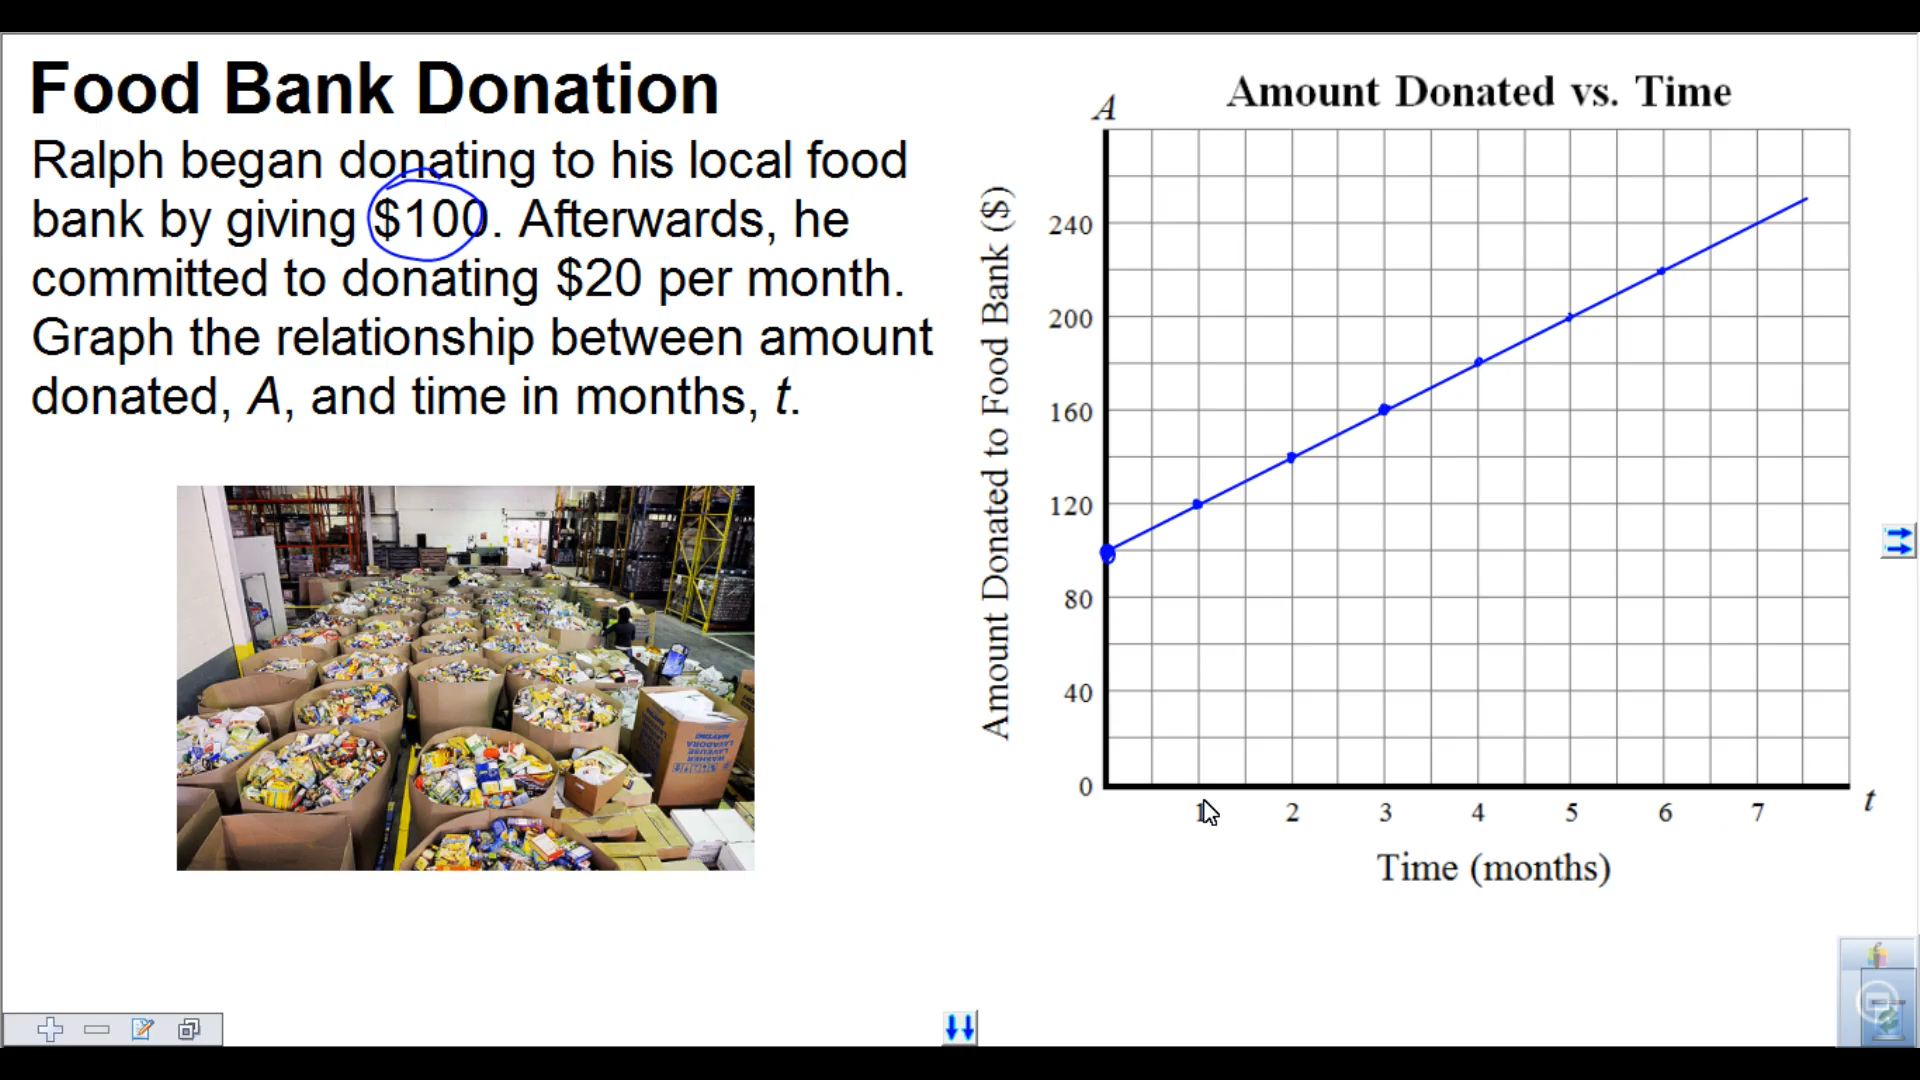 Food Bank Donation
Ralph began donating to his local food
bank by giving $100. Afterwards, he
committed to donating $20 per month.
Graph the relationship between amount
donated, A, and time in months, t.
Amount Donated vs. Time
A
Amount Donated to Food Bank ($)
240
200
160
120
80
40
0
1 2 3 4 5 6 7
t
Time (months)